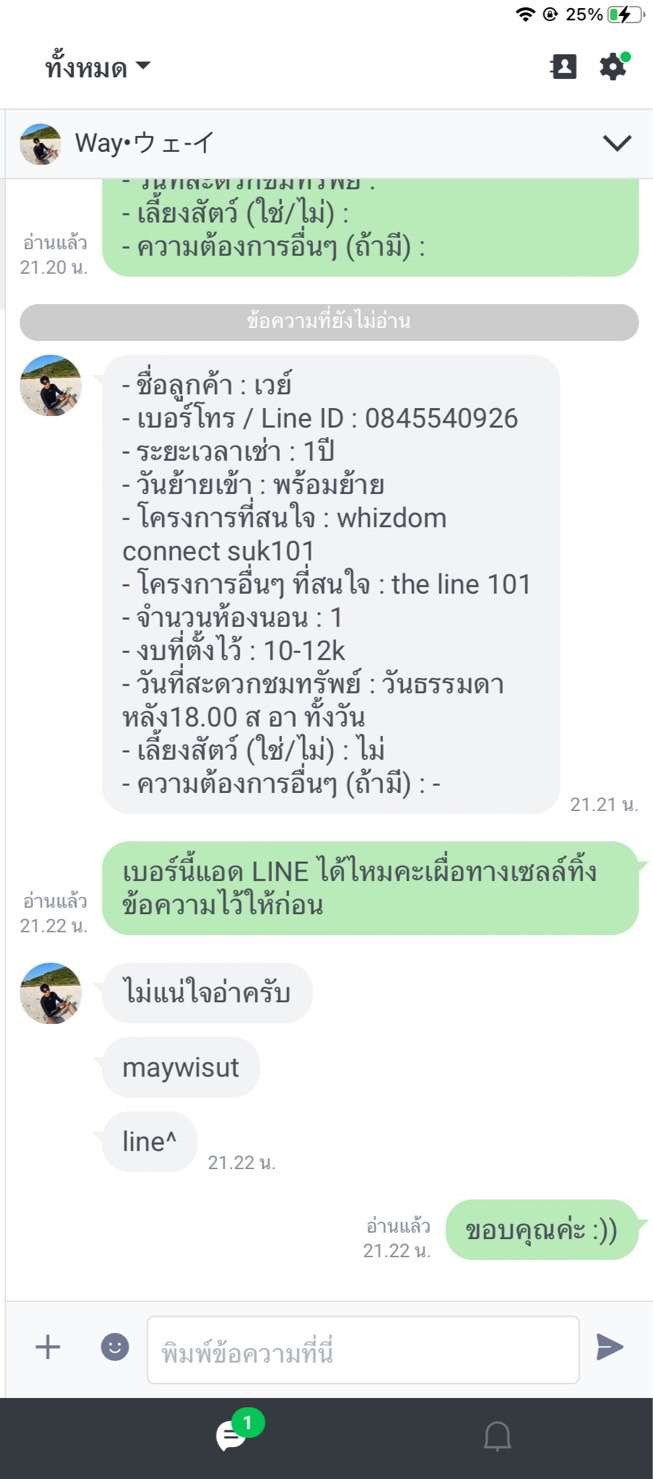 25%
ทั้งหมด
Way•ウェ-イ
- วันที่สะดวกชมทรัพย์ :
- เลี้ยงสัตว์ (ใช่/ไม่) :
- ความต้องการอื่นๆ (ถ้ามี) :
อ่านแล้ว
21.20 น.
ข้อความที่ยังไม่อ่าน
- ชื่อลูกค้า : เวย์
- เบอร์โทร / Line ID : 0845540926
- ระยะเวลาเช่า : 1ปี
- วันย้ายเข้า : พร้อมย้าย
- โครงการที่สนใจ : whizdom
connect suk101
- โครงการอื่นๆ ที่สนใจ : the line 101
- จำนวนห้องนอน : 1
- งบที่ตั้งไว้ : 10-12k
- วันที่สะดวกชมทรัพย์ : วันธรรมดา
หลัง18.00 ส อา ทั้งวัน
- เลี้ยงสัตว์ (ใช่/ไม่) : ไม่
- ความต้องการอื่นๆ (ถ้ามี) : -
21.21 น.
เบอร์นี้แอด LINE ได้ไหมคะเผื่อทางเซลล์ทิ้ง
ข้อความไว้ให้ก่อน
อ่านแล้ว
21.22 น.
ไม่แน่ใจอ่าครับ
maywisut
line^
21.22 น.
ขอบคุณค่ะ :))
อ่านแล้ว
21.22 น.
พิมพ์ข้อความที่นี่
1